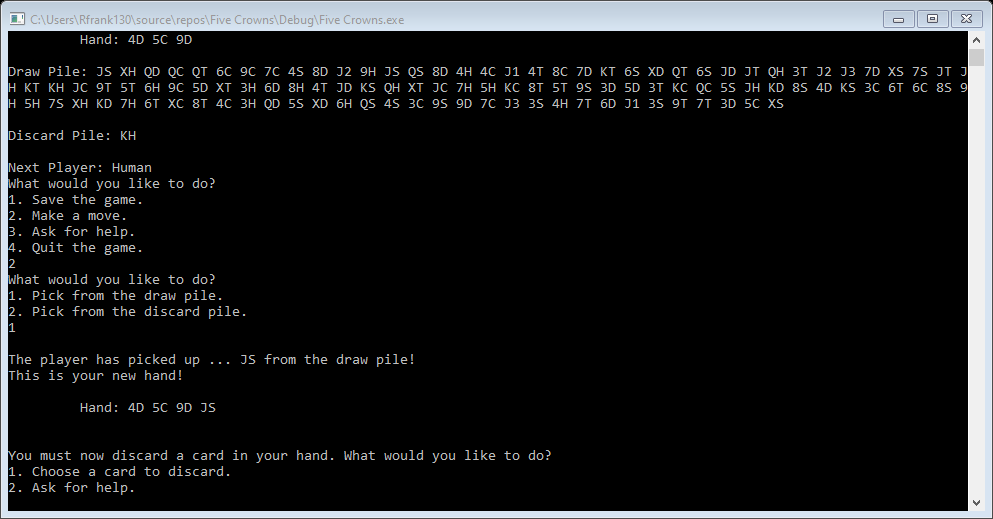 C:\Users\Rfrank130\source\repos\Five Crowns\Debug\Five Crowns.exe
Hand: 4D 5C 9D
Draw Pile: JS XH QD QC QT 6C 9C 7C 4S 8D J2 9H JS QS 8D 4H 4C J1 4T 8C 7D KT 6S XD QT 6S JD JT QH 3T J2 J3 7D XS 7S JT J
H KT KH JC 9T 5T 6H 9C 5D XT 3H 6D 8H 4T JD KS QH XT JC 7H 5H KC 8T 5T 9S 3D 5D 3T KC QC 5S JH KD 8S 4D KS 3C 6T 6C 8S 9
H 5H 7S XH KD 7H 6T XC 8T 4C 3H QD 5S XD 6H QS 4S 3C 9S 9D 7C J3 3S 4H 7T 6D J1 3S 9T 7T 3D 5C XS
Discard Pile: KH
Next Player: Human
What would you like to do?
1. Save the game.
2. Make a move.
3. Ask for help.
4. Quit the game.
2
What would you like to do?
1. Pick from the draw pile.
2. Pick from the discard pile.
1
The player has picked up ... JS from the draw pile!
This is your new hand!
Hand: 4D 5C 9D JS
You must now discard a card in your hand. What would you like to do?
1. Choose a card to discard.
2. Ask for help.